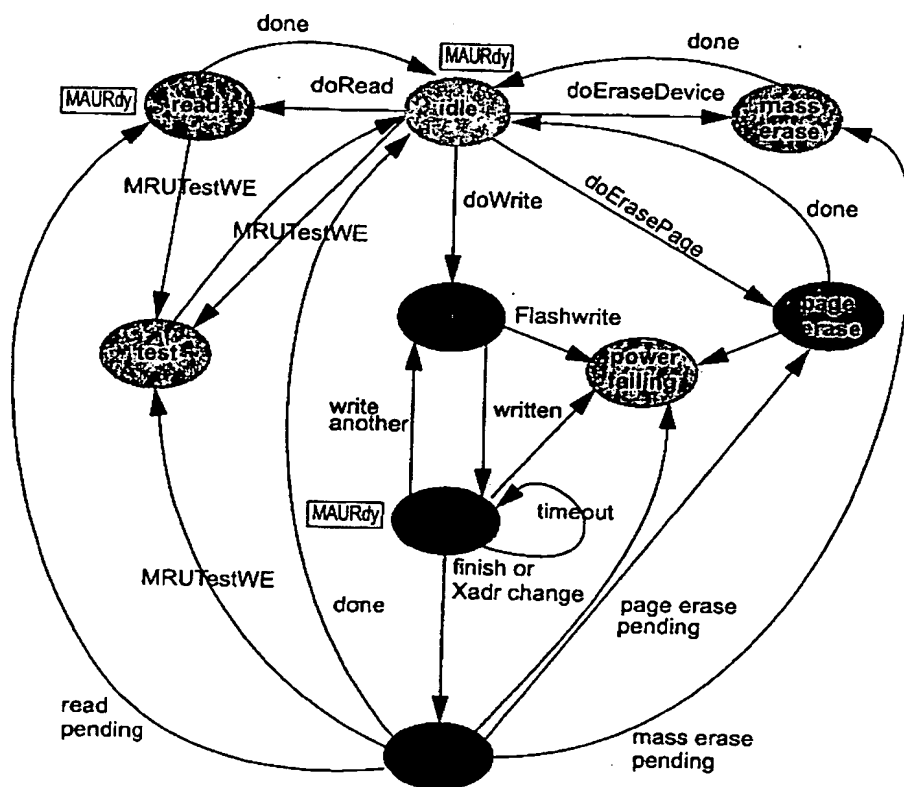 done
MAURdy
done
MAURdy
read
doRead
idle
doEraseDevice
mass
erase
MRUTestWE
MRUTestWE
doWrite
doErasePage
done
test
Flashwrite
power
failing
page
erase
write
another
written
MAURdy
timeout
MRUTestWE
done
finish or
Xadr change
page erase
pending
read
pending
mass erase
pending